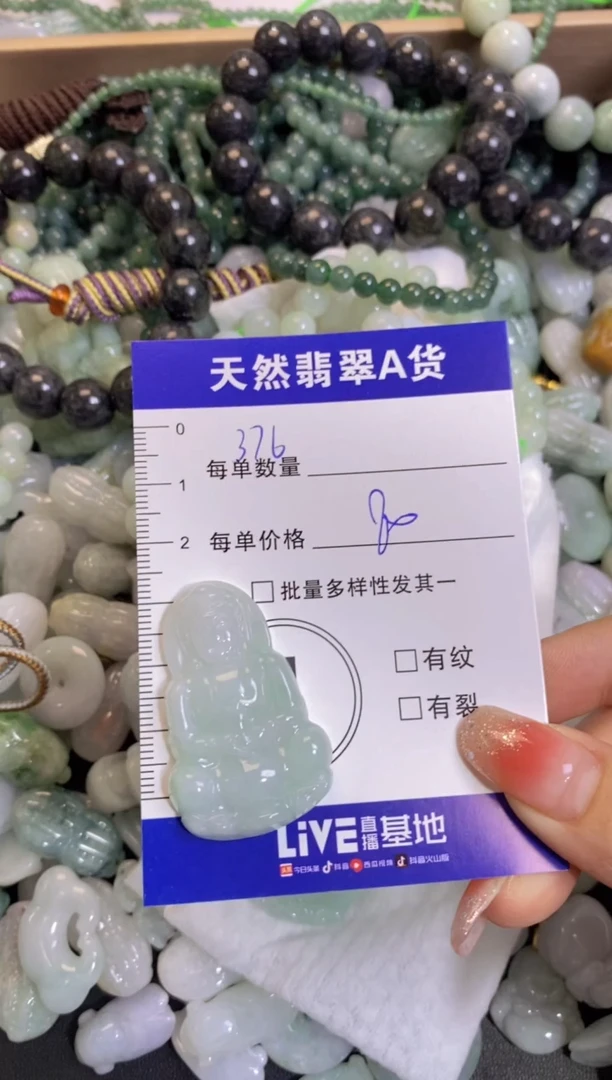 天然翡翠A货
0
376
每单数量
1
2 每单价格
□批量多样性发其一
□有纹
□有裂
LiVE直播基地
头条 今日头条 抖音 西瓜视频 抖音火山版